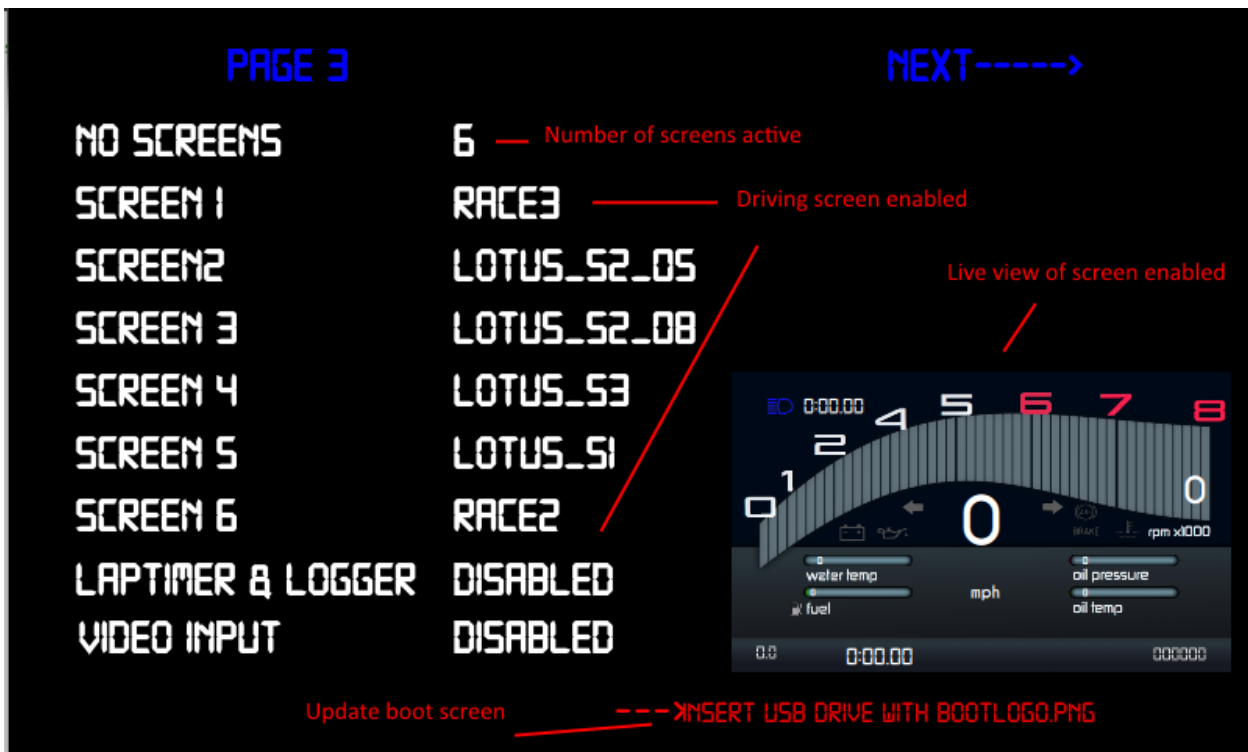 PAGE 3 NEXT----->
NO SCREENS 6 Number of screens active
SCREEN 1 RACE3 Driving screen enabled
SCREEN2 LOTUS_S2_05
Live view of screen enabled
SCREEN 3 LOTUS_S2_08
SCREEN 4 LOTUS_S3
SCREEN 5 LOTUS_S1
SCREEN 6 RACE2
LAPTIMER & LOGGER DISABLED
VIDEO INPUT DISABLED
0:00.00
0 1 2 4 5 6 7 8
0 0
BRAKE rpm x1000
water temp oil pressure
fuel mph oil temp
0.0 0:00.00 000000
Update boot screen --->INSERT USB DRIVE WITH BOOTLOGO.PNG